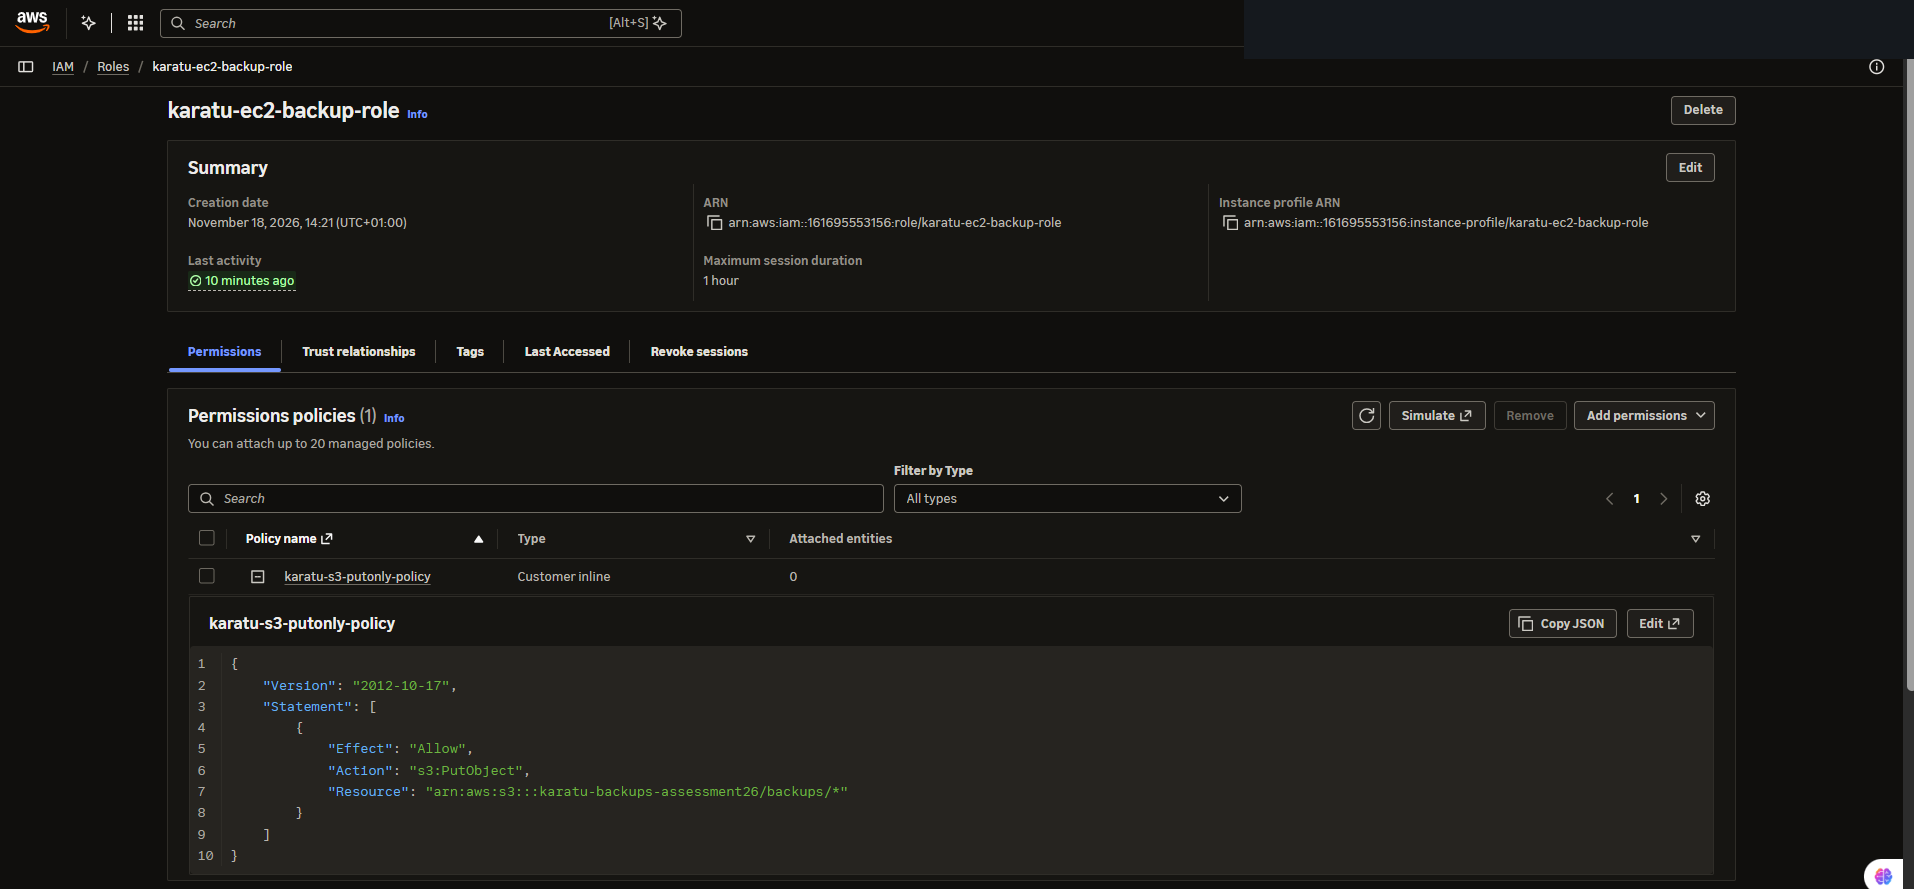 aws
Search [Alt+S]
IAM / Roles / karatu-ec2-backup-role
karatu-ec2-backup-role Info
Delete
Summary
Edit
Creation date
November 18, 2026, 14:21 (UTC+01:00)
ARN
arn:aws:iam::161695553156:role/karatu-ec2-backup-role
Instance profile ARN
arn:aws:iam::161695553156:instance-profile/karatu-ec2-backup-role
Last activity
10 minutes ago
Maximum session duration
1 hour
Permissions
Trust relationships
Tags
Last Accessed
Revoke sessions
Permissions policies (1) Info
You can attach up to 20 managed policies.
Simulate
Remove
Add permissions
Filter by Type
Search
All types
1
Policy name
Type
Attached entities
karatu-s3-putonly-policy
Customer inline
0
karatu-s3-putonly-policy
Copy JSON
Edit
1 {
2 "Version": "2012-10-17",
3 "Statement": [
4 {
5 "Effect": "Allow",
6 "Action": "s3:PutObject",
7 "Resource": "arn:aws:s3:::karatu-backups-assessment26/backups/*"
8 }
9 ]
10 }